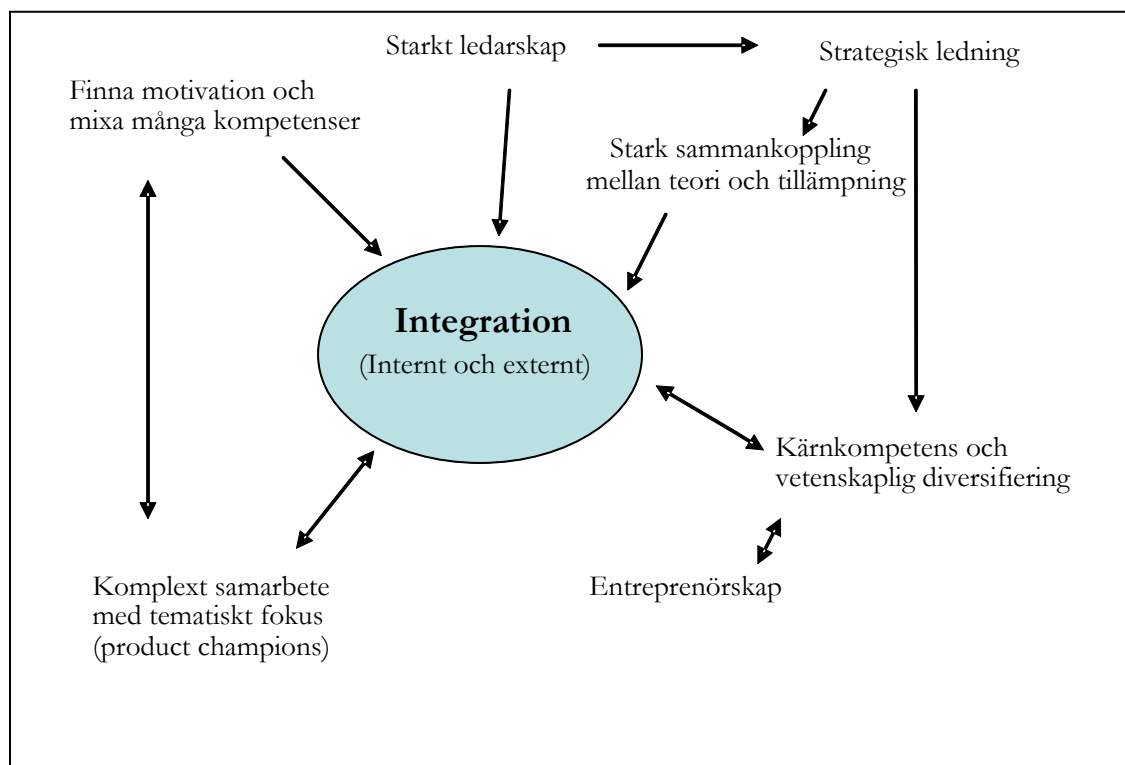 Starkt ledarskap
Strategisk ledning
Finna motivation och
mixa många kompetenser
Stark sammankoppling
mellan teori och tillämpning
Integration
(Internt och externt)
Kärnkompetens och
vetenskaplig diversifiering
Komplext samarbete
med tematiskt fokus
(product champions)
Entreprenörskap